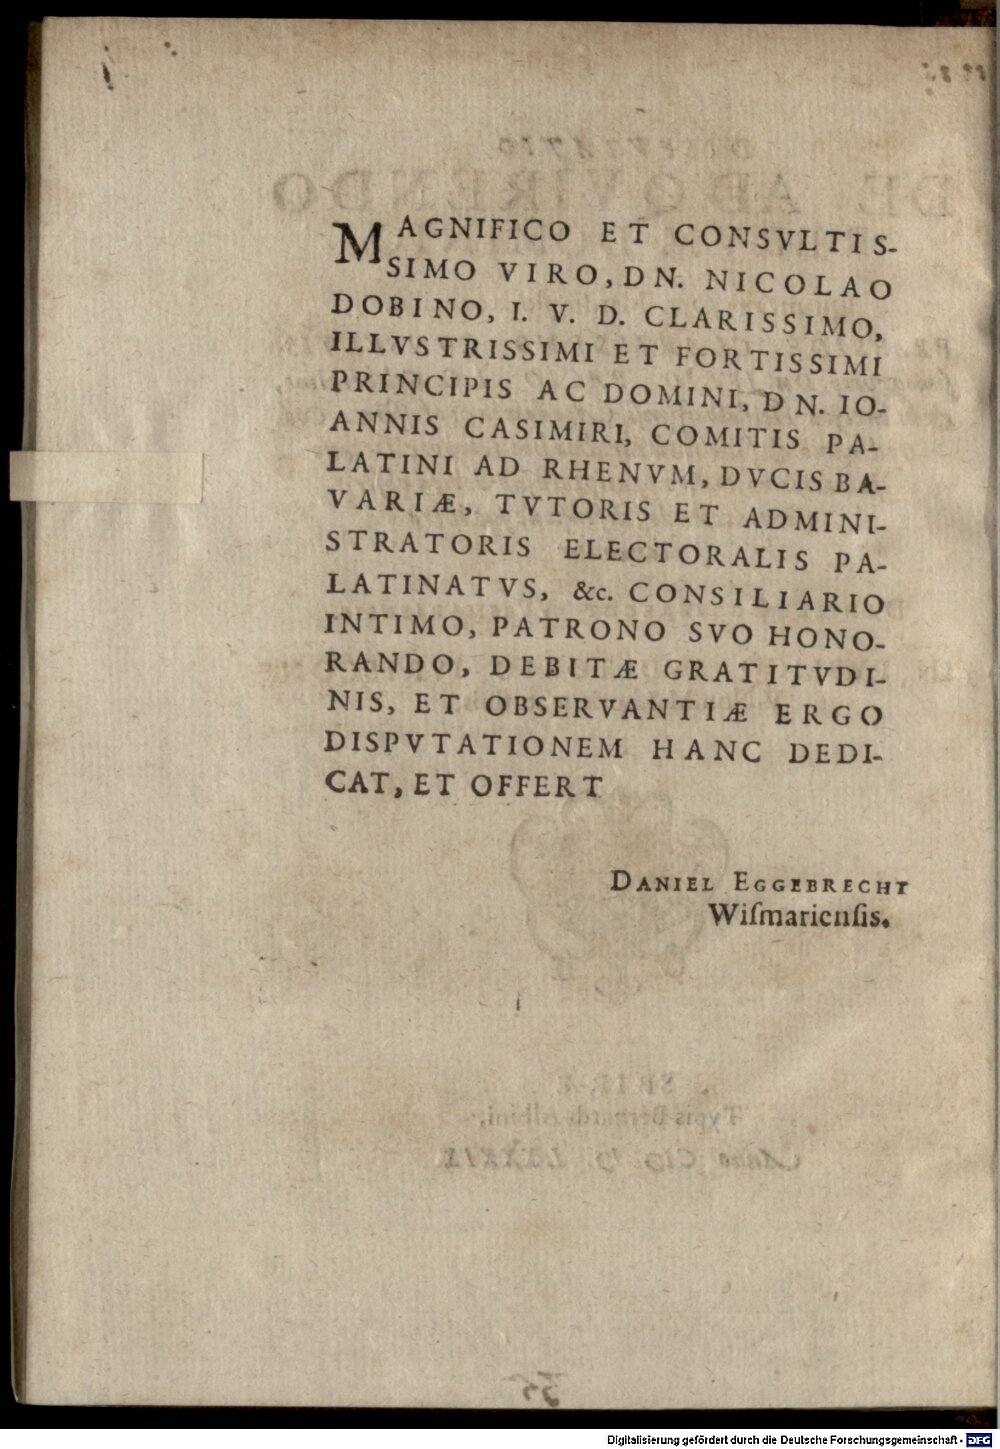 MAGNIFICO ET CONSVLTIS-
SIMO VIRO, DN. NICOLAO
DOBINO, I. V. D. CLARISSIMO,
ILLVSTRISSIMI ET FORTISSIMI
PRINCIPIS AC DOMINI, DN. IO-
ANNIS CASIMIRI, COMITIS PA-
LATINI AD RHENVM, DVCIS BA-
VARIÆ, TVTORIS ET ADMINI-
STRATORIS ELECTORALIS PA-
LATINATVS, &c. CONSILIARIO
INTIMO, PATRONO SVO HONO-
RANDO, DEBITÆ GRATITVDI-
NIS, ET OBSERVANTIÆ ERGO
DISPVTATIONEM HANC DEDI-
CAT, ET OFFERT
DANIEL EGGEBRECHT
Wiſmarienſis.
Digitalisierung gefördert durch die Deutsche Forschungsgemeinschaft - DFG